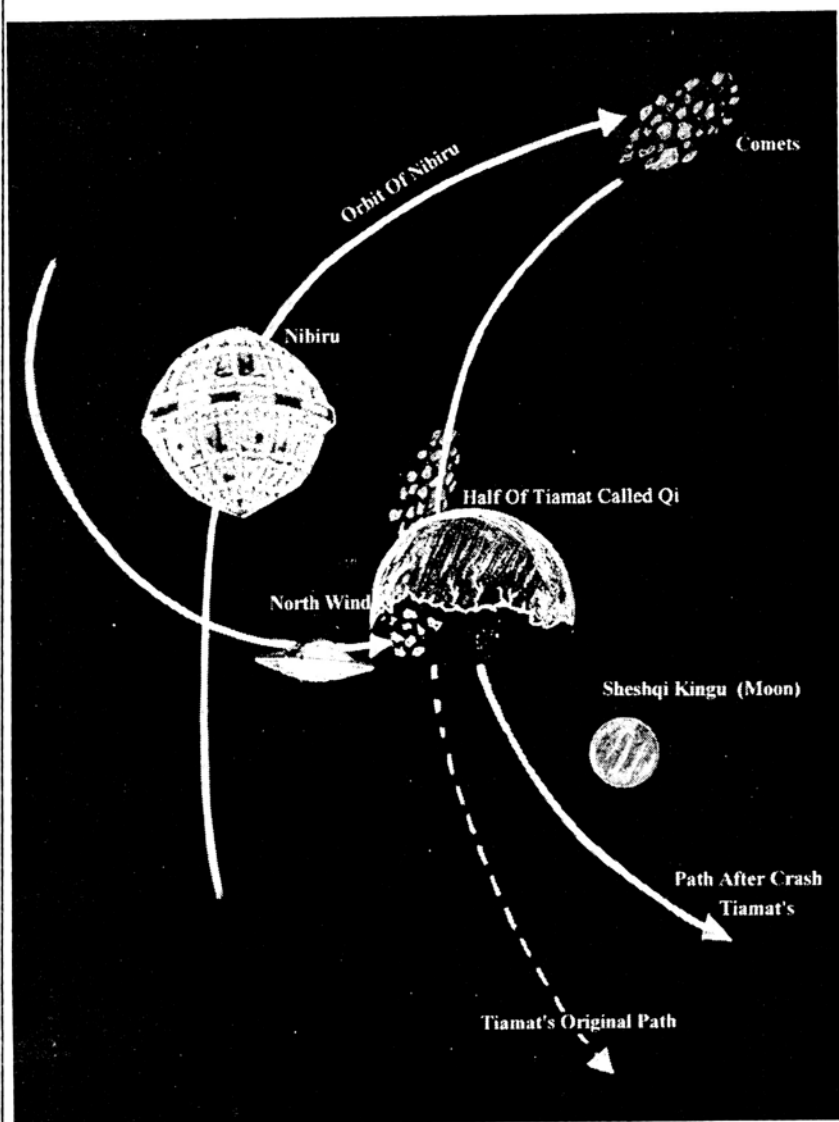 Comets
Orbit Of Nibiru
Nibiru
Half Of Tiamat Called Qi
North Wind
Sheshqi Kingu (Moon)
Path After Crash
Tiamat's
Tiamat's Original Path